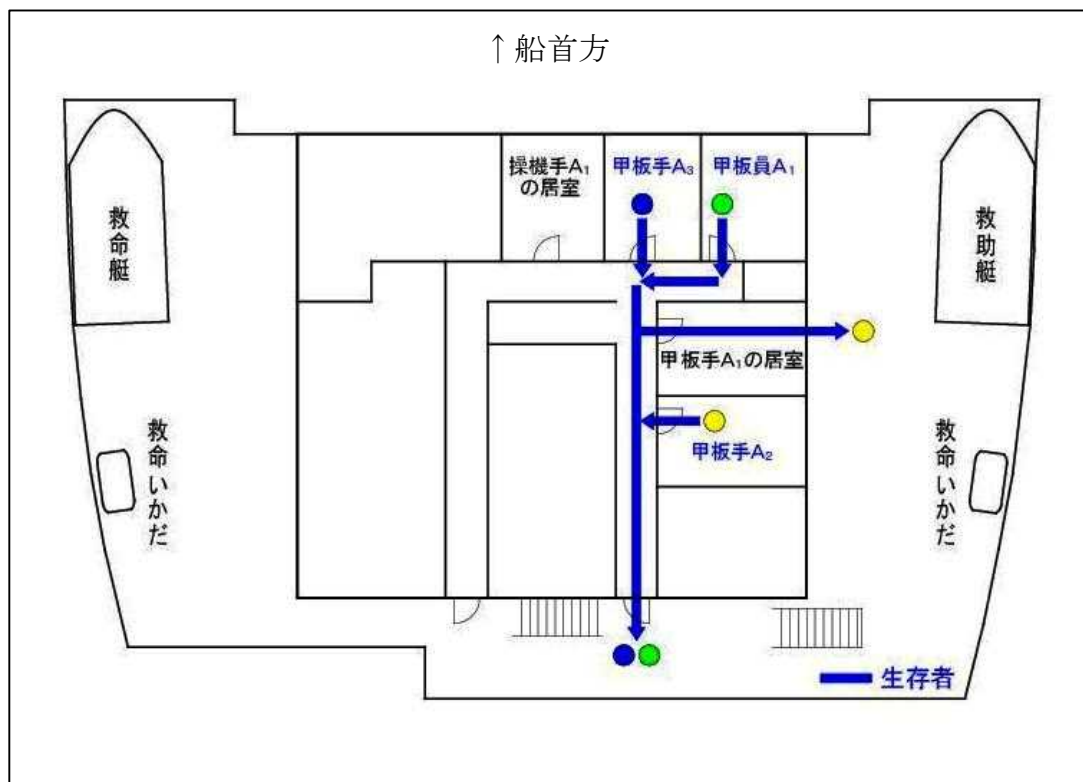 ↑船首方
操機手A₁
の居室
甲板手A₃
甲板員A₁
救命艇
救助艇
甲板手A₁の居室
甲板手A₂
救命いかだ
救命いかだ
生存者